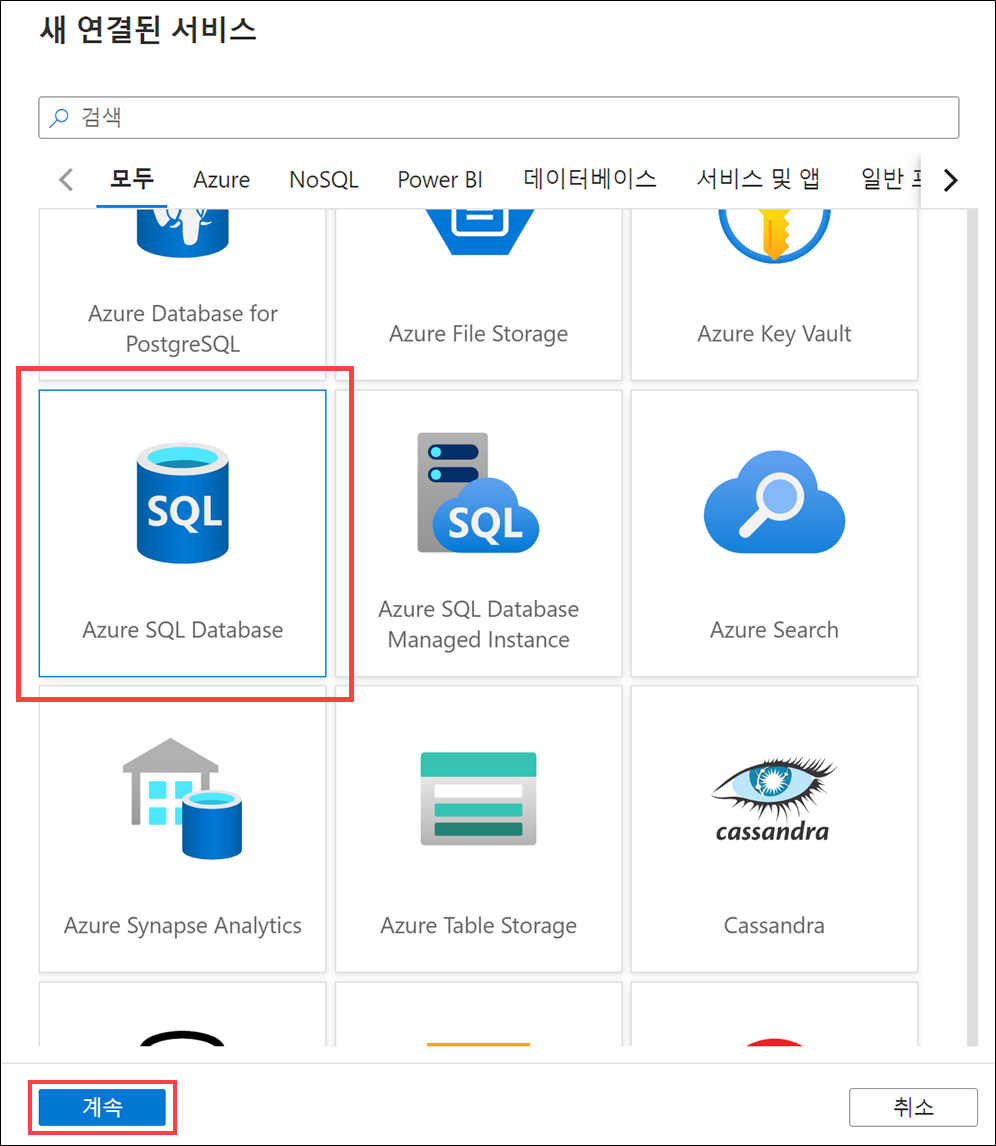 새 연결된 서비스
검색
모두 Azure NoSQL Power BI 데이터베이스 서비스 및 앱 일반
Azure Database for
PostgreSQL
Azure File Storage
Azure Key Vault
SQL
Azure SQL Database
SQL
Azure SQL Database
Managed Instance
Azure Search
Azure Synapse Analytics
Azure Table Storage
cassandra
Cassandra
계속
취소